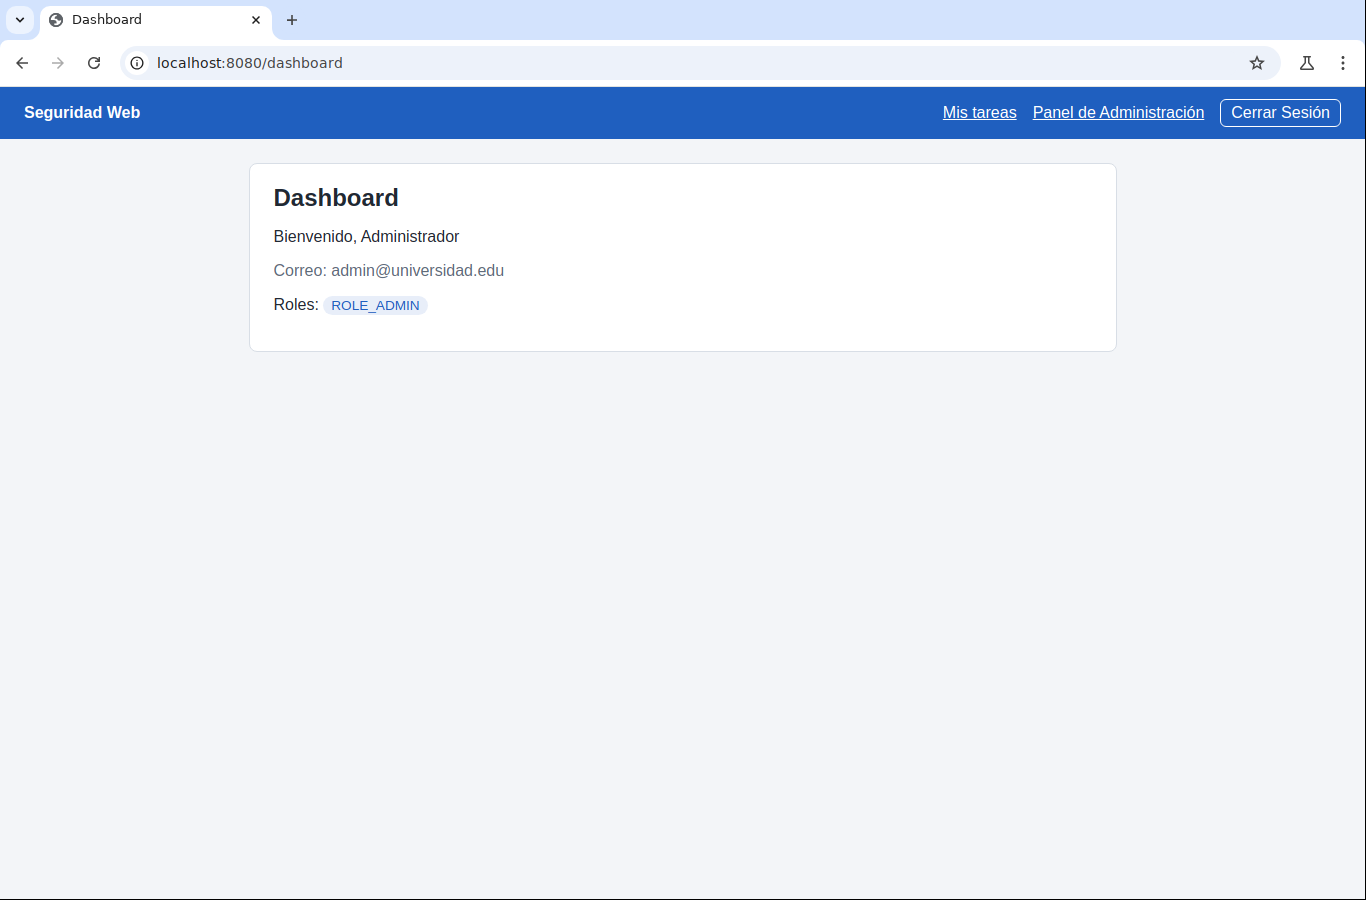 Dashboard
localhost:8080/dashboard
Seguridad Web
Mis tareas
Panel de Administración
Cerrar Sesión
Dashboard
Bienvenido, Administrador
Correo: admin@universidad.edu
Roles: ROLE_ADMIN